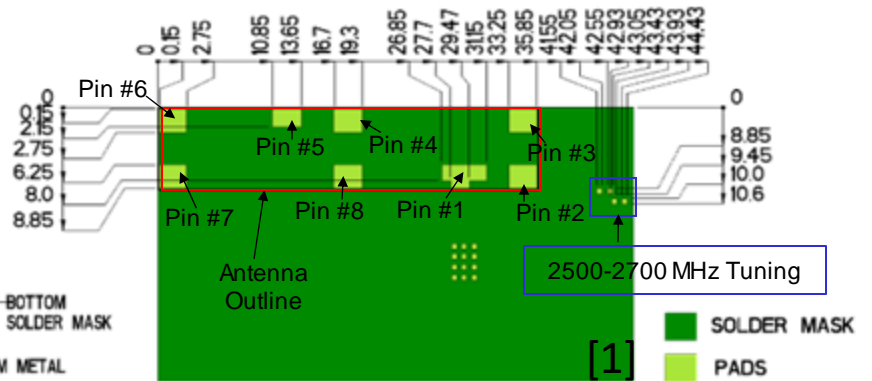 0 0.15 2.75 10.85 13.65 16.7 19.3 26.85 27.7 29.47 31.15 33.25 35.85 41.55 42.05 42.55 42.93 43.05 43.43 43.93 44.43
Pin #6
0
0.15
2.15
2.75
6.25
8.0
8.85
Pin #5
Pin #4
Pin #3
Pin #7
Pin #8
Pin #1
Pin #2
0
8.85
9.45
10.0
10.6
Antenna
Outline
2500-2700 MHz Tuning
BOTTOM
SOLDER MASK
M METAL
[1]
SOLDER MASK
PADS